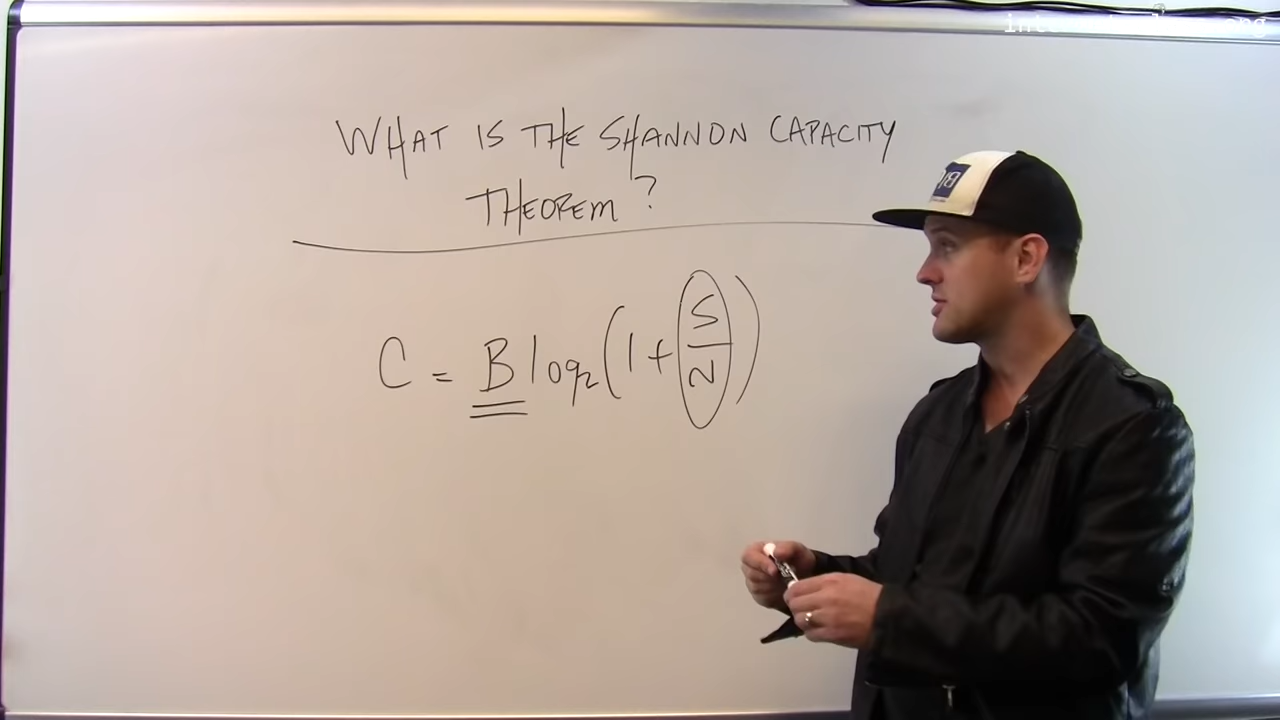 WHAT IS THE SHANNON CAPACITY
THEOREM?
C = B log₂(1 + S/N)